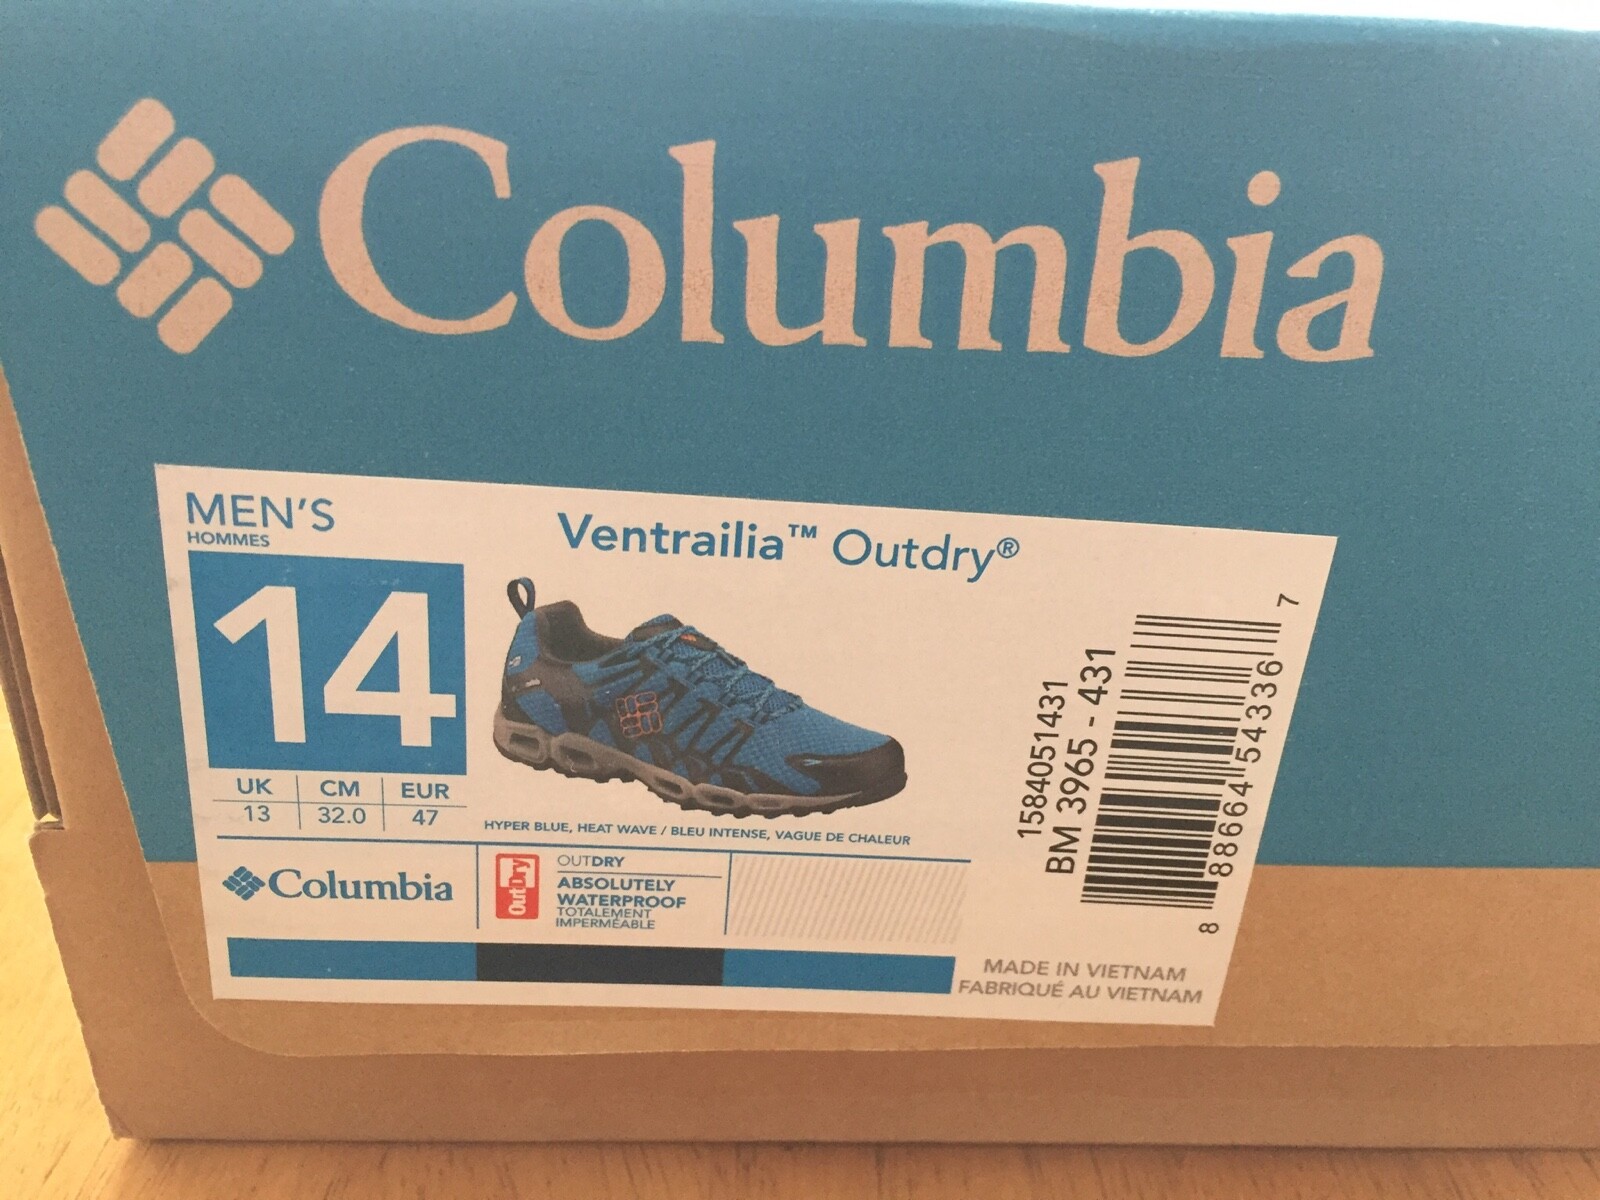 Columbia
MEN'S
HOMMES
Ventrailia™ Outdry®
14
UK CM EUR
13 32.0 47
HYPER BLUE, HEAT WAVE / BLEU INTENSE, VAGUE DE CHALEUR
Columbia
OutDry
OUTDRY
ABSOLUTELY
WATERPROOF
TOTALEMENT
IMPERMÉABLE
1584051431
BM 3965 - 431
8 88664 54336 7
MADE IN VIETNAM
FABRIQUÉ AU VIETNAM